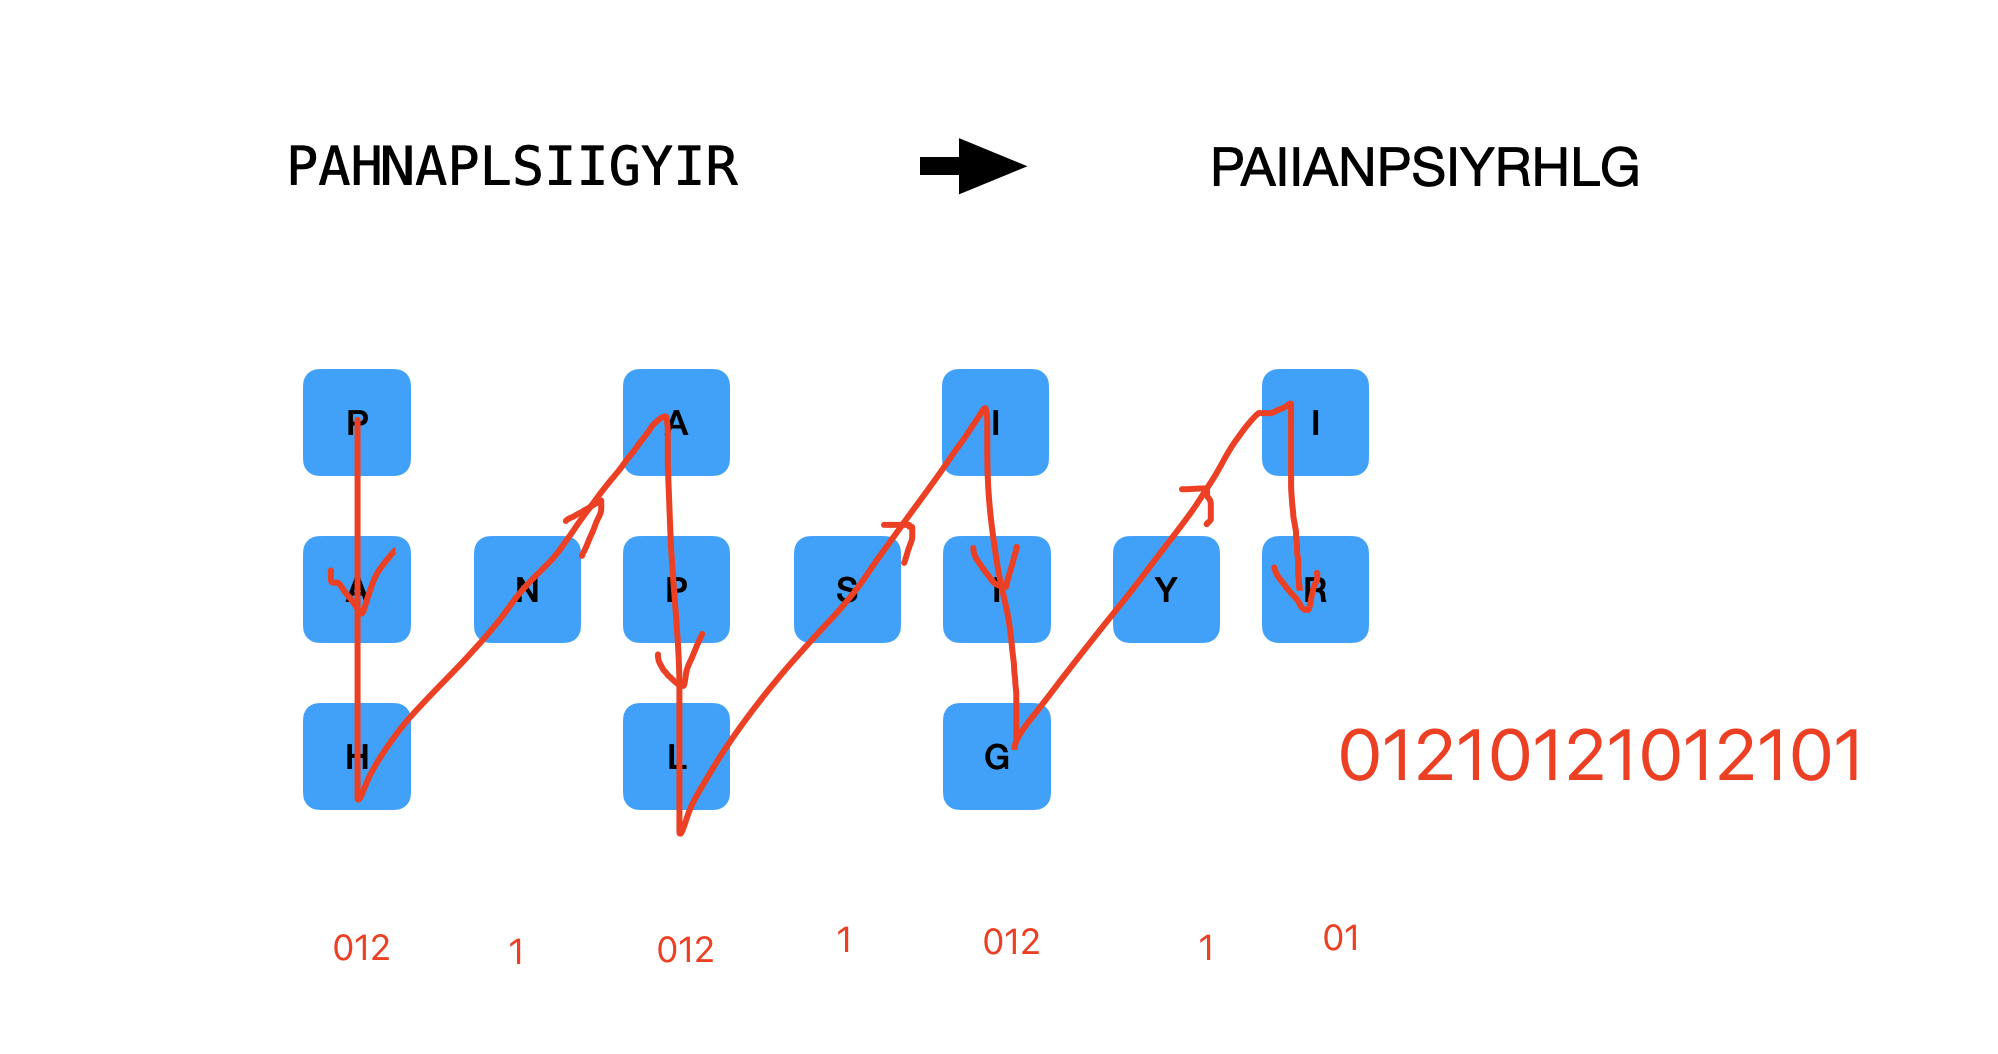 PAHNAPLSIIGYIR PAIIANPSIYRHLG
P A I I
A N P S I Y R
H L G
01210121012101
012 1 012 1 012 1 01